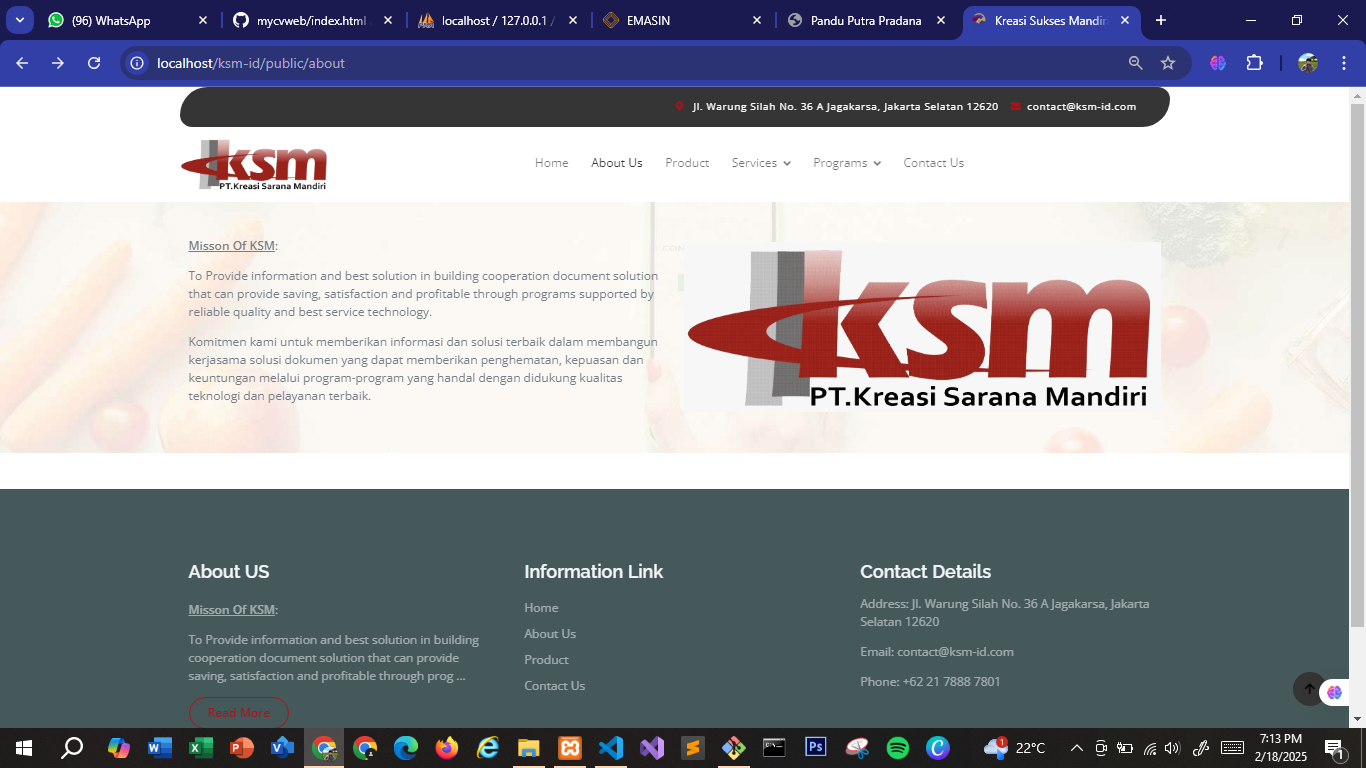 (96) WhatsApp
mycvweb/index.html
localhost / 127.0.0.1 /
EMASIN
Pandu Putra Pradana
Kreasi Sukses Mandiri
localhost/ksm-id/public/about
Jl. Warung Silah No. 36 A Jagakarsa, Jakarta Selatan 12620
contact@ksm-id.com
ksm
PT.Kreasi Sarana Mandiri
Home
About Us
Product
Services
Programs
Contact Us
Misson Of KSM:
To Provide information and best solution in building cooperation document solution
that can provide saving, satisfaction and profitable through programs supported by
reliable quality and best service technology.
Komitmen kami untuk memberikan informasi dan solusi terbaik dalam membangun
kerjasama solusi dokumen yang dapat memberikan penghematan, kepuasan dan
keuntungan melalui program-program yang handal dengan didukung kualitas
teknologi dan pelayanan terbaik.
ksm
PT.Kreasi Sarana Mandiri
About US
Misson Of KSM:
To Provide information and best solution in building
cooperation document solution that can provide
saving, satisfaction and profitable through prog ...
Read More
Information Link
Home
About Us
Product
Contact Us
Contact Details
Address: Jl. Warung Silah No. 36 A Jagakarsa, Jakarta
Selatan 12620
Email: contact@ksm-id.com
Phone: +62 21 7888 7801
22°C
7:13 PM
2/18/2025